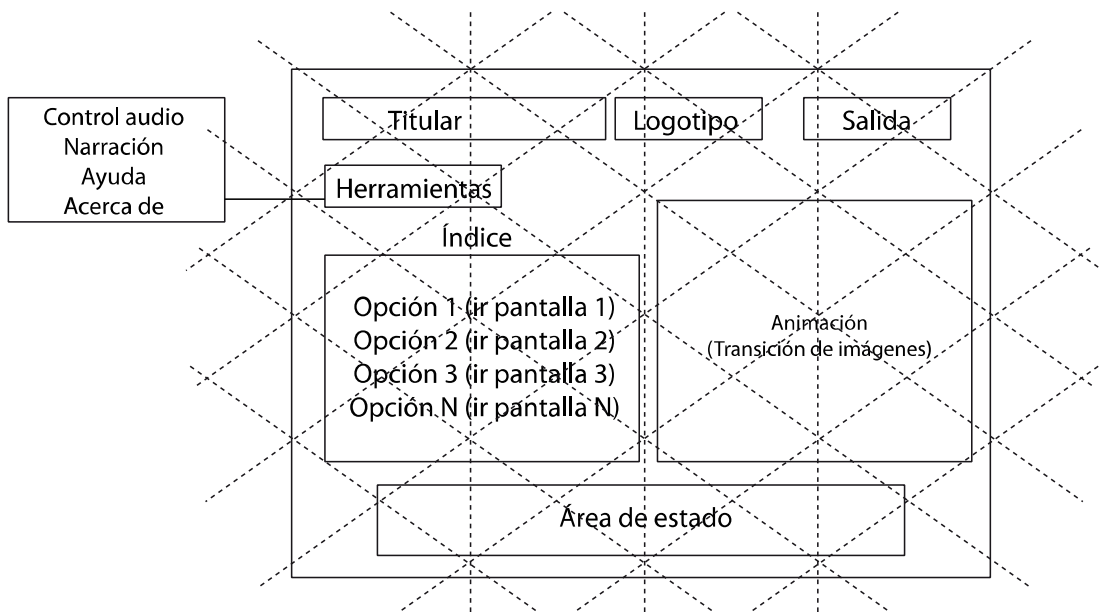 Titular
Logotipo
Salida
Control audio
Narración
Ayuda
Acerca de
Herramientas
Índice
Opción 1 (ir pantalla 1)
Opción 2 (ir pantalla 2)
Opción 3 (ir pantalla 3)
Opción N (ir pantalla N)
Animación
(Transición de imágenes)
Área de estado